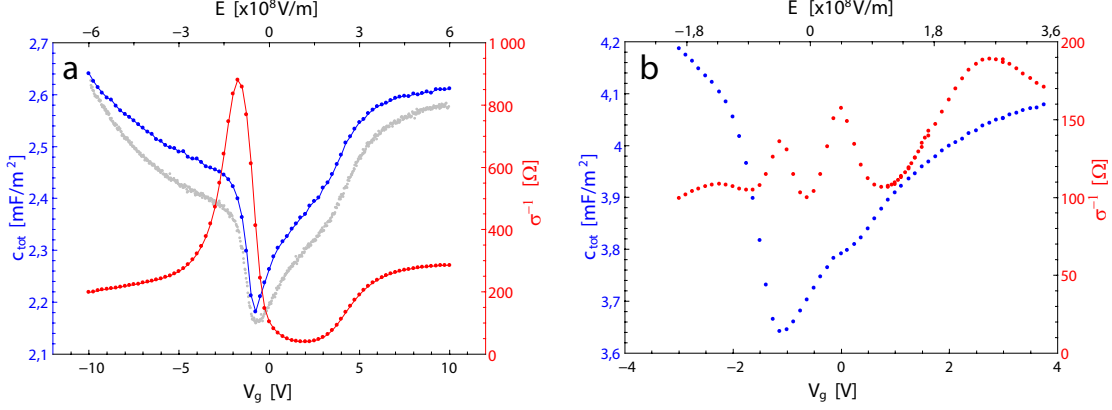 E [x10⁸V/m]
−6 −3 0 3 6
a
2,7
2,6
2,5
2,4
2,3
2,2
2,1
c_tot [mF/m²]
1 000
800
600
400
200
0
σ⁻¹ [Ω]
−10 −5 0 5 10
V_g [V]
E [x10⁸V/m]
−1,8 0 1,8 3,6
b
4,2
4,1
4
3,9
3,8
3,7
3,6
c_tot [mF/m²]
200
150
100
50
0
σ⁻¹ [Ω]
−4 −2 0 2 4
V_g [V]